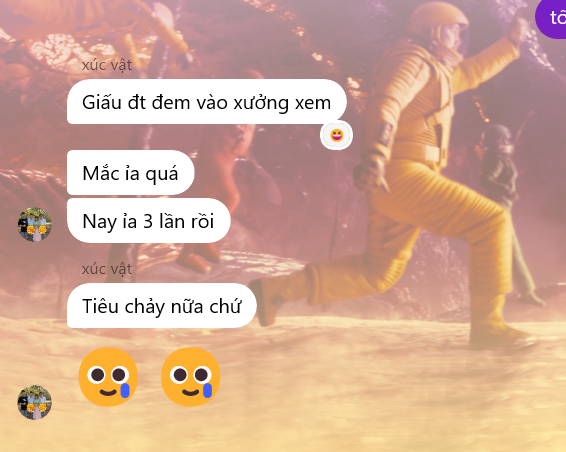 tố
xúc vật
Giấu đt đem vào xưởng xem
Mắc ỉa quá
Nay ỉa 3 lần rồi
xúc vật
Tiêu chảy nữa chứ